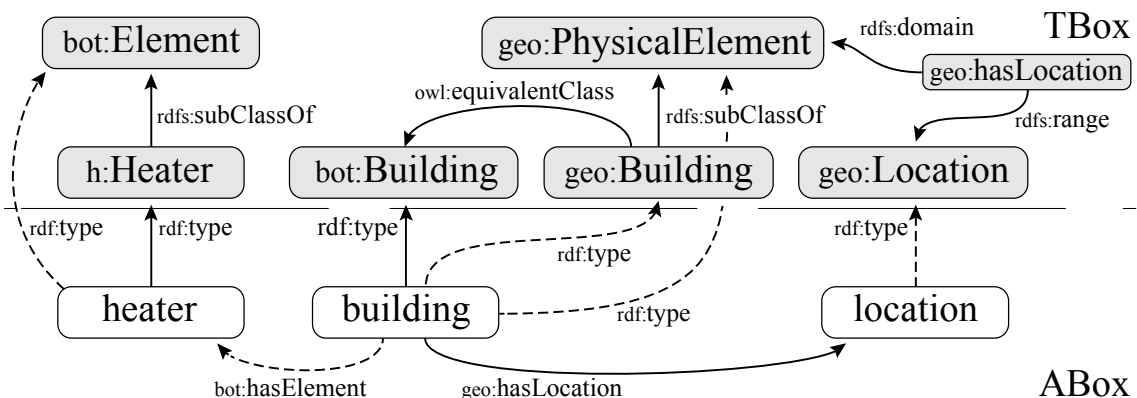 TBox
bot:Element
geo:PhysicalElement
rdfs:domain
geo:hasLocation
owl:equivalentClass
rdfs:subClassOf
rdfs:subClassOf
rdfs:range
h:Heater
bot:Building
geo:Building
geo:Location
rdf:type
rdf:type
rdf:type
rdf:type
rdf:type
rdf:type
heater
building
location
bot:hasElement
geo:hasLocation
ABox